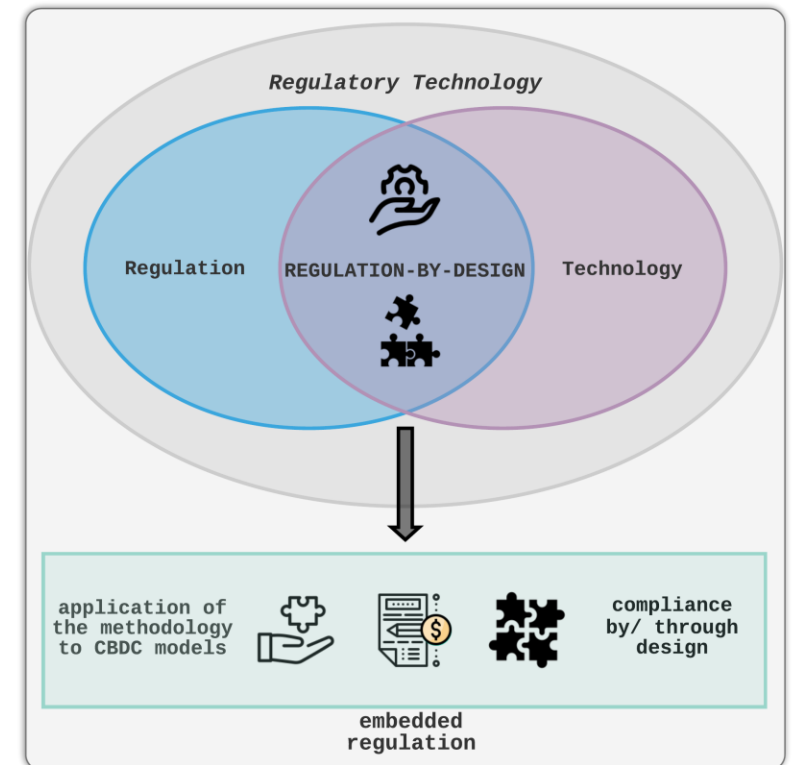 Regulatory Technology
Regulation
REGULATION-BY-DESIGN
Technology
application of
the methodology
to CBDC models
$
compliance
by/ through
design
embedded
regulation